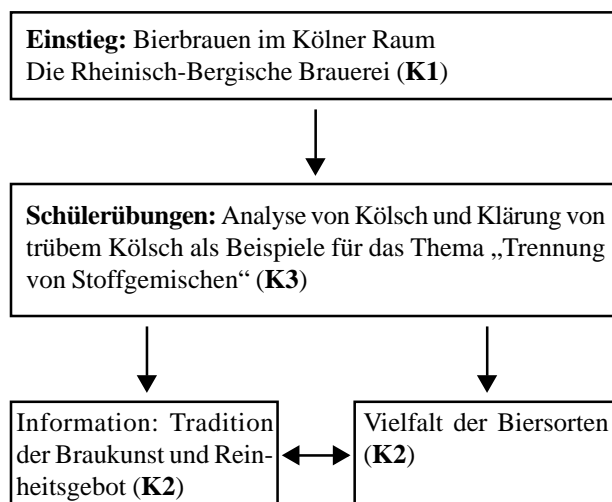 Einstieg: Bierbrauen im Kölner Raum
Die Rheinisch-Bergische Brauerei (K1)
Schülerübungen: Analyse von Kölsch und Klärung von
trübem Kölsch als Beispiele für das Thema „Trennung
von Stoffgemischen“ (K3)
Information: Tradition
der Braukunst und Rein-
heitsgebot (K2)
Vielfalt der Biersorten
(K2)